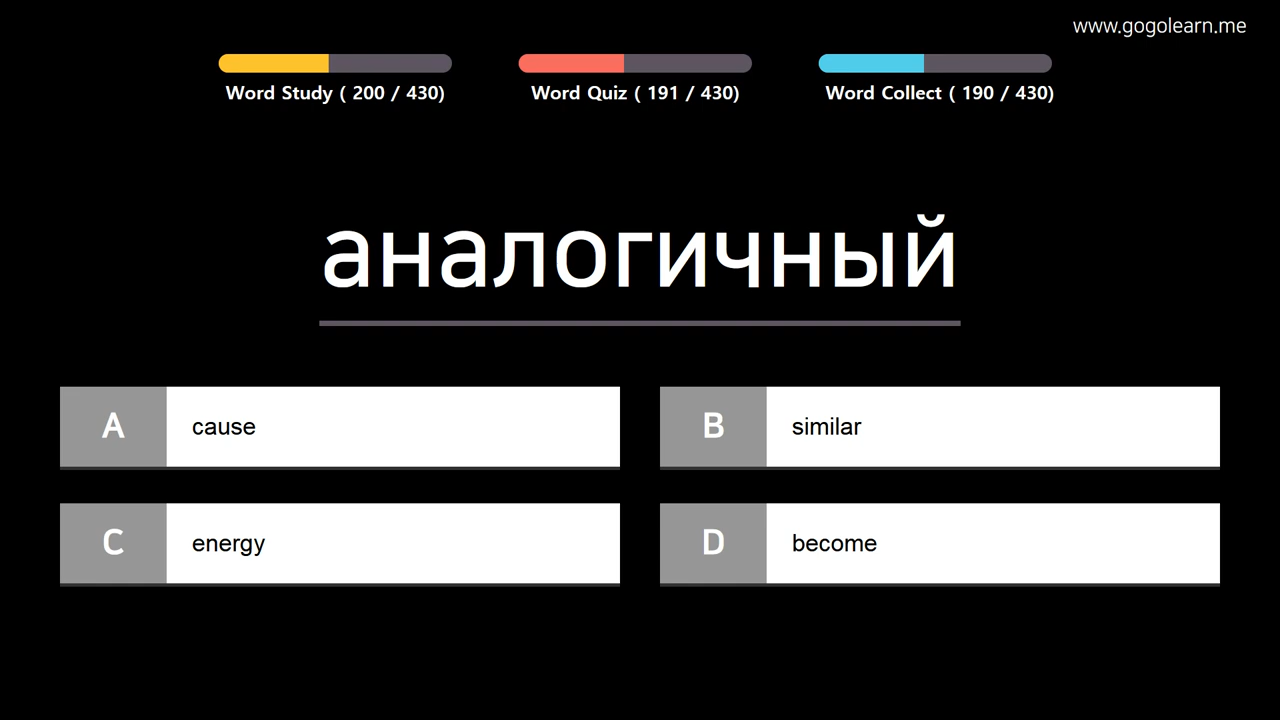 www.gogolearn.me
Word Study ( 200 / 430)
Word Quiz ( 191 / 430)
Word Collect ( 190 / 430)
аналогичный
A cause
B similar
C energy
D become